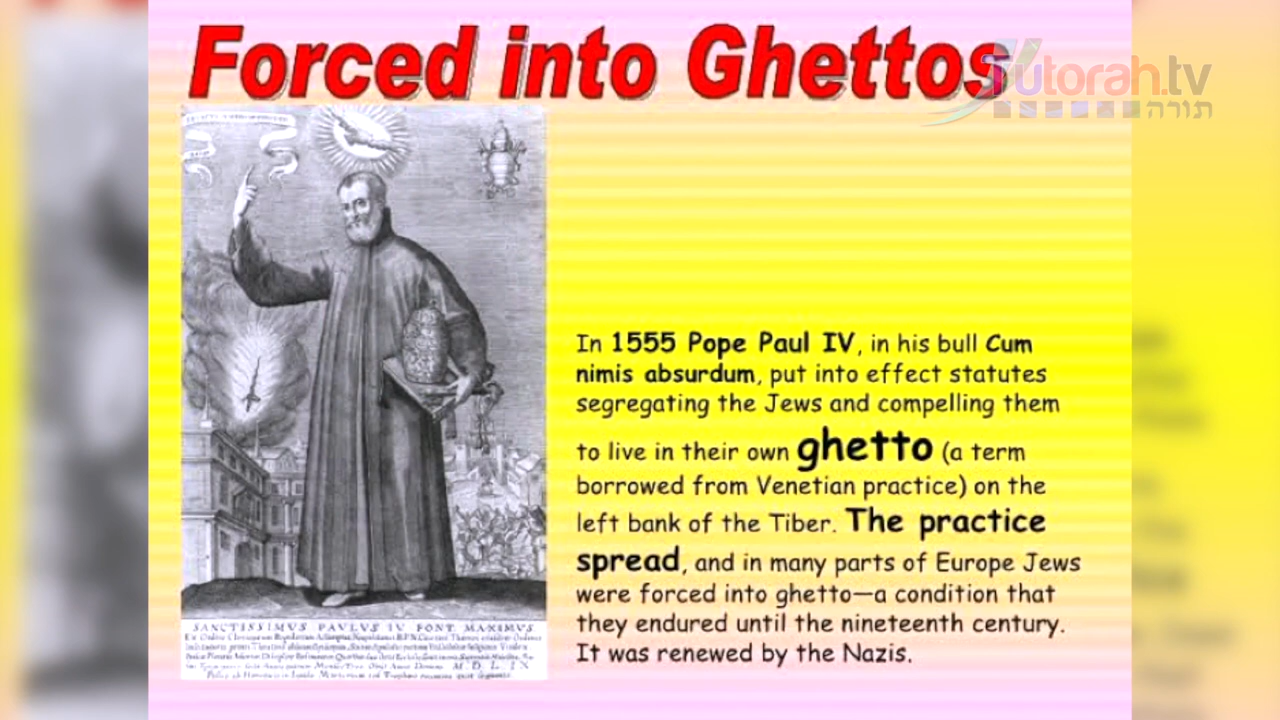 Forced into Ghettos
Tutorah.tv
תורה
In 1555 Pope Paul IV, in his bull Cum
nimis absurdum, put into effect statutes
segregating the Jews and compelling them
to live in their own ghetto (a term
borrowed from Venetian practice) on the
left bank of the Tiber. The practice
spread, and in many parts of Europe Jews
were forced into ghetto—a condition that
they endured until the nineteenth century.
It was renewed by the Nazis.
SANCTISSIMUS PAULUS IV PONT. MAXIMUS.